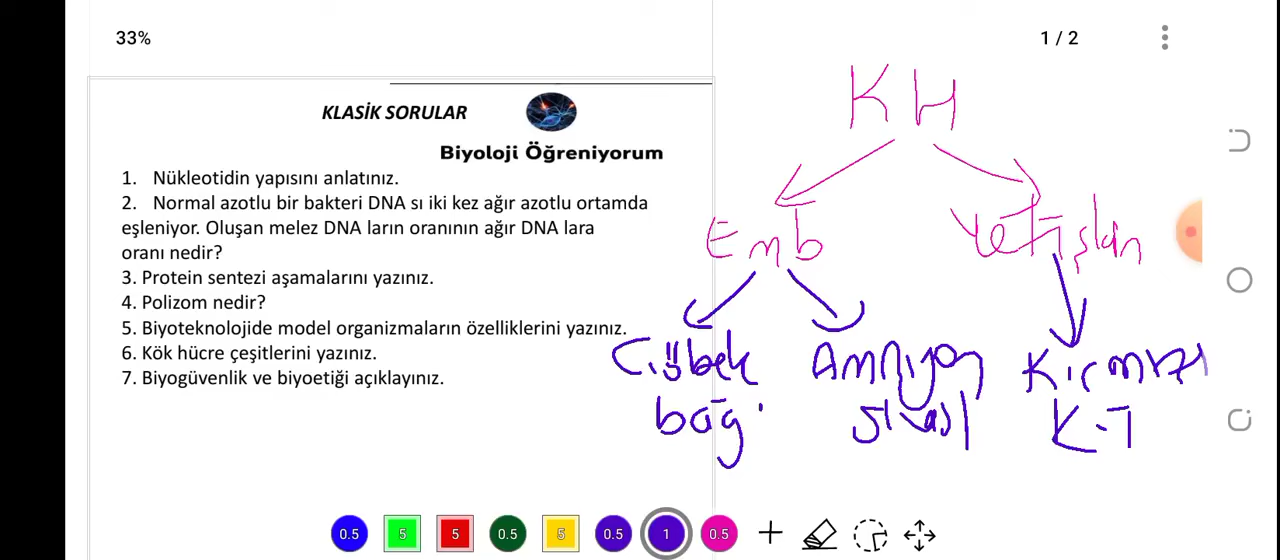 33%
1 / 2
KLASİK SORULAR
Biyoloji Öğreniyorum
1. Nükleotidin yapısını anlatınız.
2. Normal azotlu bir bakteri DNA sı iki kez ağır azotlu ortamda
eşleniyor. Oluşan melez DNA ların oranının ağır DNA lara
oranı nedir?
3. Protein sentezi aşamalarını yazınız.
4. Polizom nedir?
5. Biyoteknolojide model organizmaların özelliklerini yazınız.
6. Kök hücre çeşitlerini yazınız.
7. Biyogüvenlik ve biyoetiği açıklayınız.
KH
Emb
Yetişkin
bağı
Amniyon
sıvası
Kırmızı
K.T
0.5 5 5 0.5 5 0.5 1 0.5